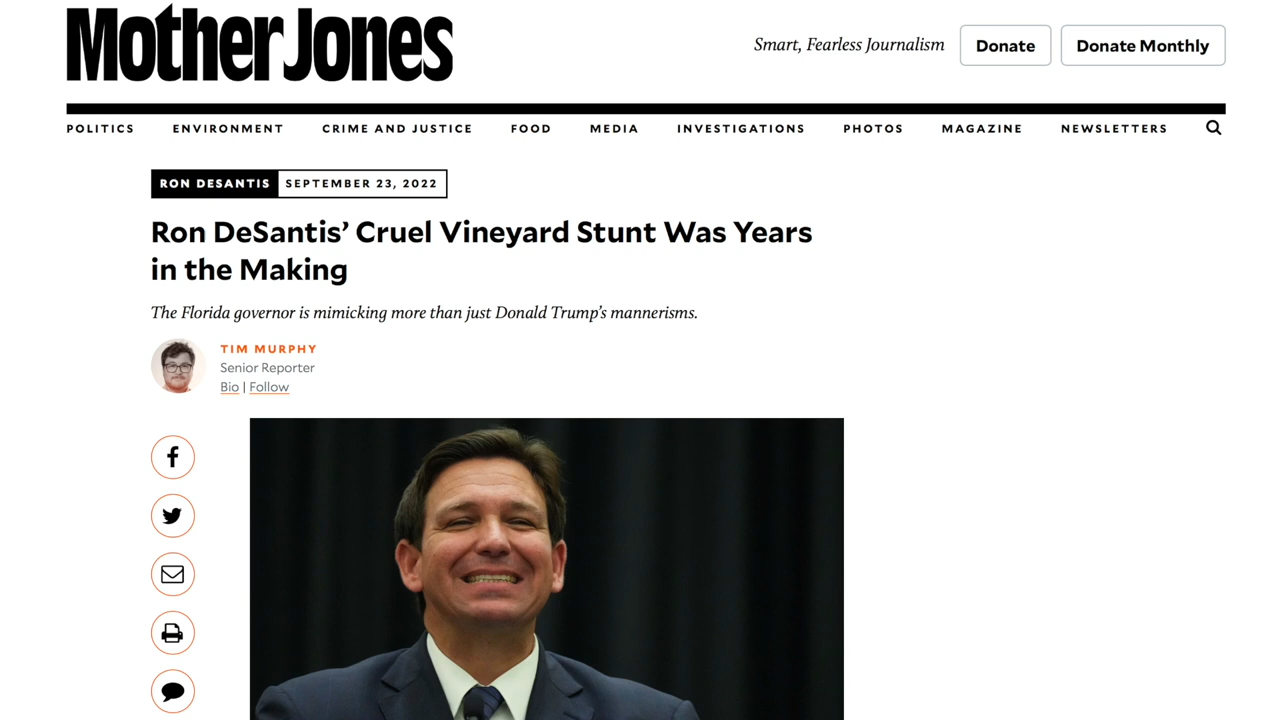 Mother Jones
Smart, Fearless Journalism
Donate
Donate Monthly
POLITICS
ENVIRONMENT
CRIME AND JUSTICE
FOOD
MEDIA
INVESTIGATIONS
PHOTOS
MAGAZINE
NEWSLETTERS
RON DESANTIS
SEPTEMBER 23, 2022
Ron DeSantis’ Cruel Vineyard Stunt Was Years
in the Making
The Florida governor is mimicking more than just Donald Trump’s mannerisms.
TIM MURPHY
Senior Reporter
Bio | Follow